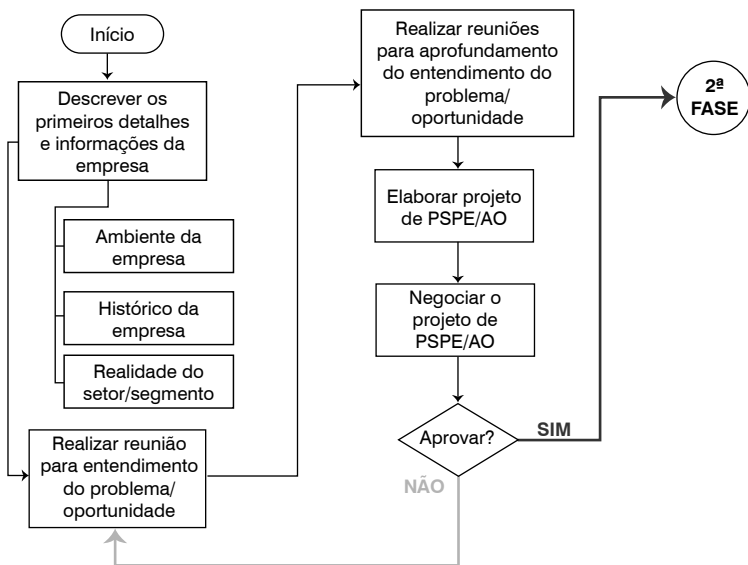 Início
Descrever os
primeiros detalhes
e informações da
empresa
Ambiente da
empresa
Histórico da
empresa
Realidade do
setor/segmento
Realizar reunião
para entendimento
do problema/
oportunidade
Realizar reuniões
para aprofundamento
do entendimento do
problema/
oportunidade
Elaborar projeto
de PSPE/AO
Negociar o
projeto de
PSPE/AO
Aprovar?
SIM
NÃO
2ª
FASE